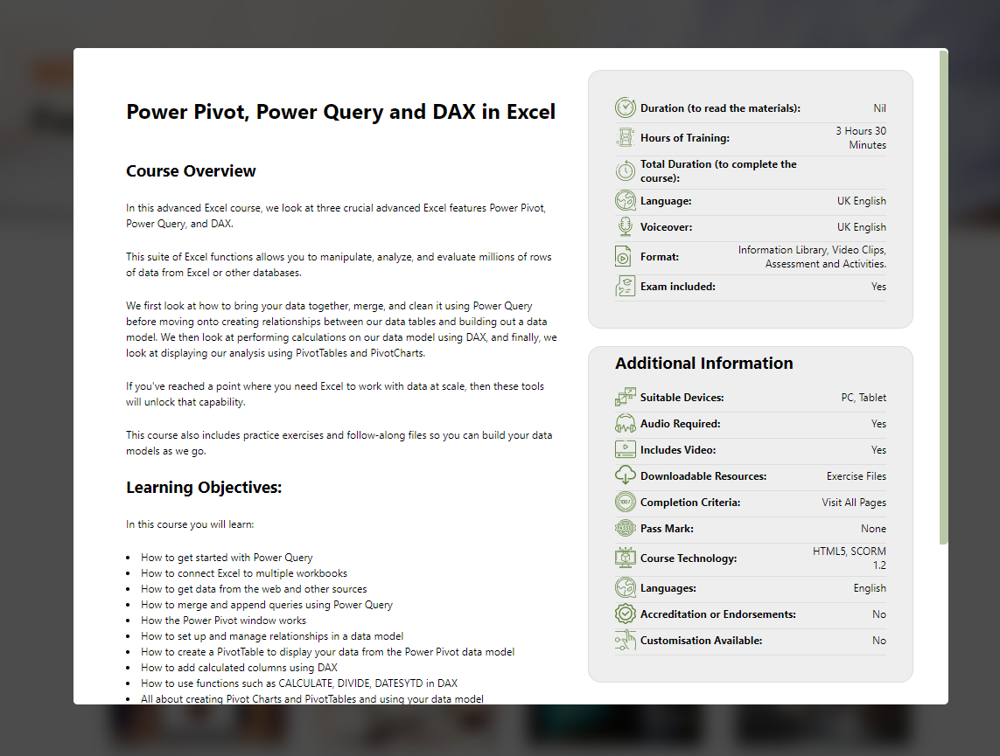 Power Pivot, Power Query and DAX in Excel
Course Overview
In this advanced Excel course, we look at three crucial advanced Excel features Power Pivot,
Power Query, and DAX.
This suite of Excel functions allows you to manipulate, analyze, and evaluate millions of rows
of data from Excel or other databases.
We first look at how to bring your data together, merge, and clean it using Power Query
before moving onto creating relationships between our data tables and building out a data
model. We then look at performing calculations on our data model using DAX, and finally, we
look at displaying our analysis using PivotTables and PivotCharts.
If you've reached a point where you need Excel to work with data at scale, then these tools
will unlock that capability.
This course also includes practice exercises and follow-along files so you can build your data
models as we go.
Learning Objectives:
In this course you will learn:
• How to get started with Power Query
• How to connect Excel to multiple workbooks
• How to get data from the web and other sources
• How to merge and append queries using Power Query
• How the Power Pivot window works
• How to set up and manage relationships in a data model
• How to create a PivotTable to display your data from the Power Pivot data model
• How to add calculated columns using DAX
• How to use functions such as CALCULATE, DIVIDE, DATESYTD in DAX
• All about creating Pivot Charts and PivotTables and using your data model
Duration (to read the materials): Nil
Hours of Training: 3 Hours 30
Minutes
Total Duration (to complete the
course):
Language: UK English
Voiceover: UK English
Format: Information Library, Video Clips,
Assessment and Activities.
Exam included: Yes
Additional Information
Suitable Devices: PC, Tablet
Audio Required: Yes
Includes Video: Yes
Downloadable Resources: Exercise Files
Completion Criteria: Visit All Pages
Pass Mark: None
Course Technology: HTML5, SCORM
1.2
Languages: English
Accreditation or Endorsements: No
Customisation Available: No